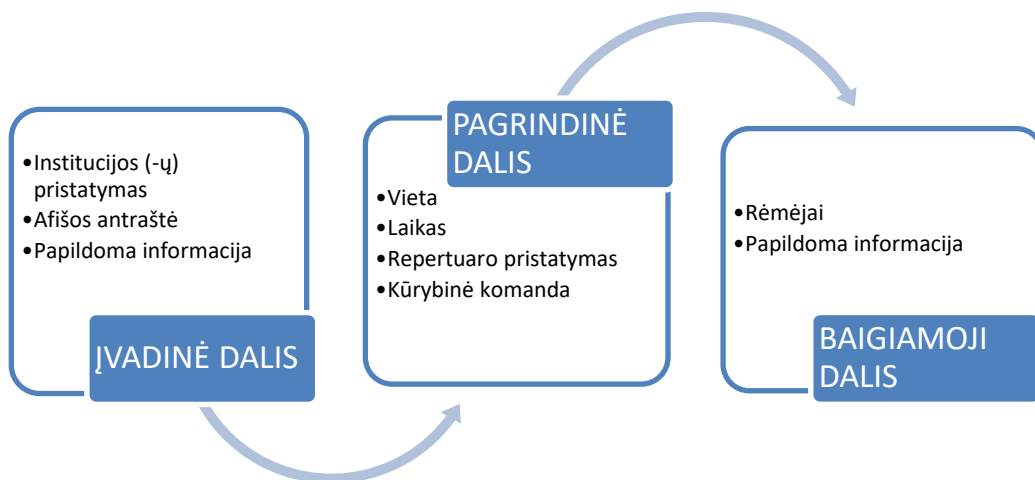 •Institucijos (-ų)
pristatymas
•Afišos antraštė
•Papildoma informacija
ĮVADINĖ DALIS
PAGRINDINĖ
DALIS
•Vieta
•Laikas
•Repertuaro pristatymas
•Kūrybinė komanda
•Rėmėjai
•Papildoma informacija
BAIGIAMOJI
DALIS